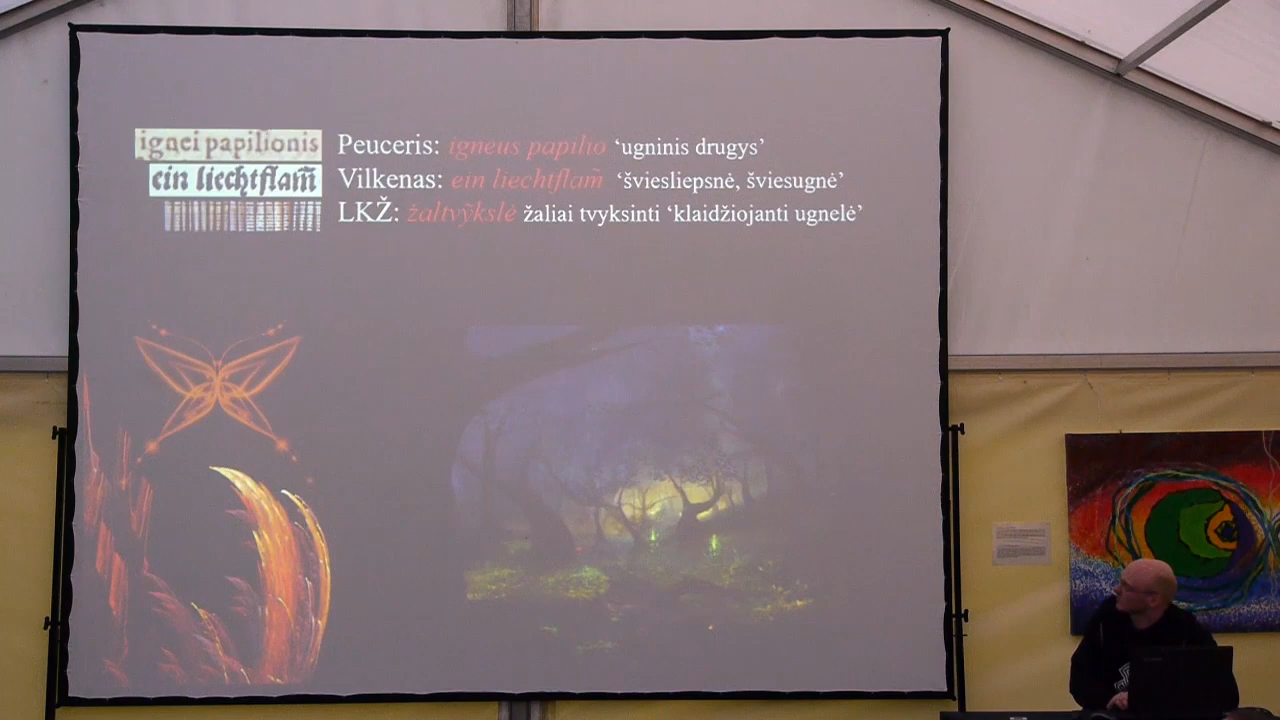 ignei papilionis
ein liechtflam̃
Peuceris: igneus papilio ‘ugninis drugys’
Vilkenas: ein liechtflam̃ ‘šviesliepsnė, šviesugnė’
LKŽ: žaltvỹkslė žaliai tvyksinti ‘klaidžiojanti ugnelė’